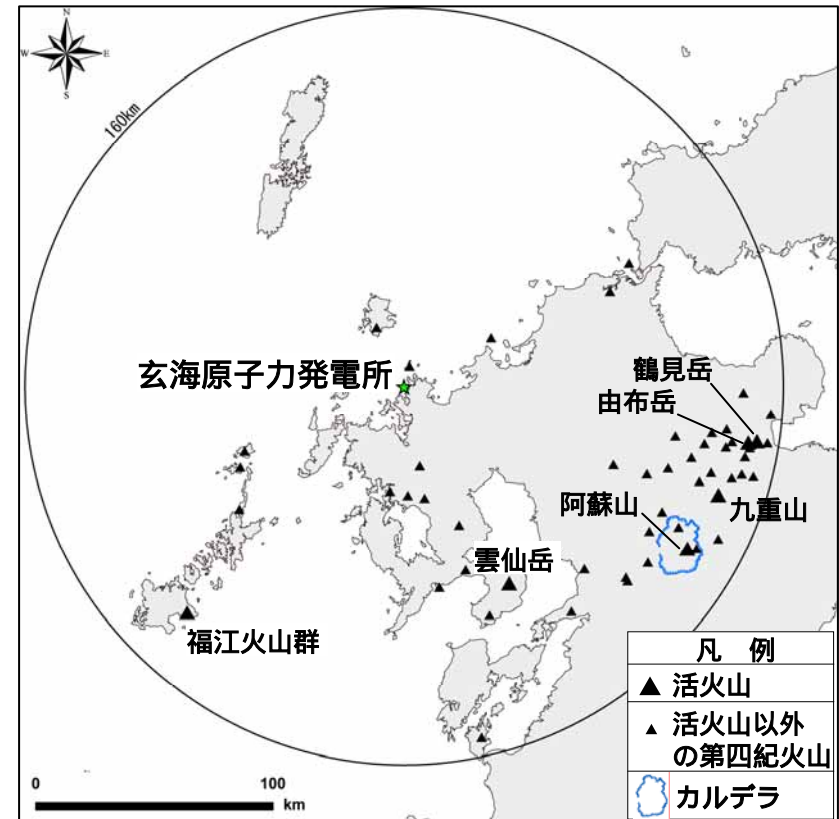 N
W
E
S
160km
玄海原子力発電所
鶴見岳
由布岳
阿蘇山
九重山
雲仙岳
福江火山群
凡 例
活火山
活火山以外
の第四紀火山
カルデラ
0
100
km